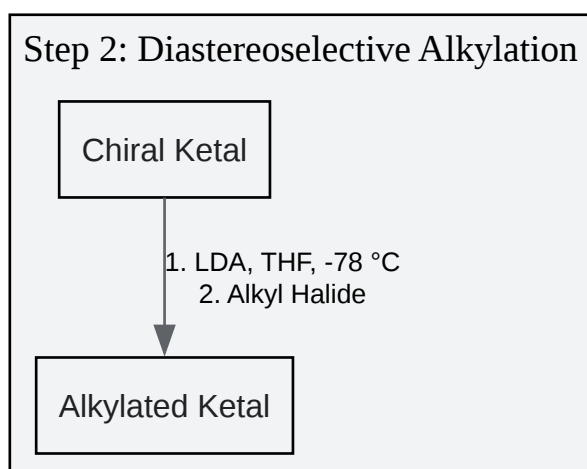 Step 2: Diastereoselective Alkylation
Chiral Ketal
1. LDA, THF, -78 °C
2. Alkyl Halide
Alkylated Ketal